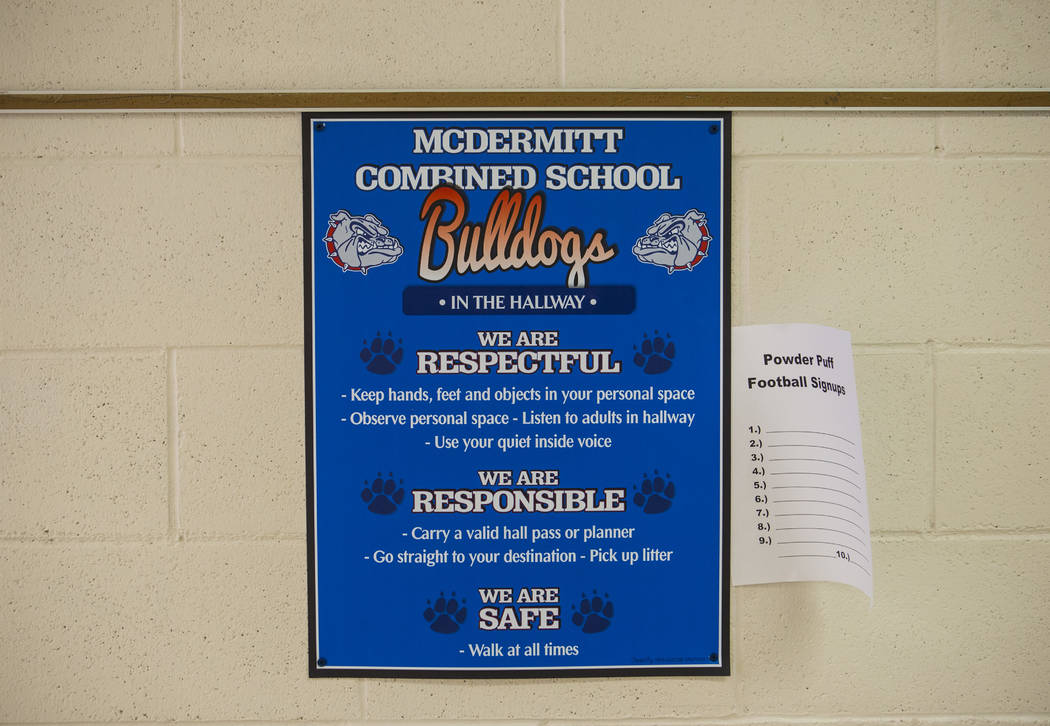 MCDERMITT
COMBINED SCHOOL
Bulldogs
• IN THE HALLWAY •
WE ARE
RESPECTFUL
- Keep hands, feet and objects in your personal space
- Observe personal space - Listen to adults in hallway
- Use your quiet inside voice
WE ARE
RESPONSIBLE
- Carry a valid hall pass or planner
- Go straight to your destination - Pick up litter
WE ARE
SAFE
- Walk at all times
Powder Puff
Football Signups
1.)
2.)
3.)
4.)
5.)
6.)
7.)
8.)
9.)
10.)